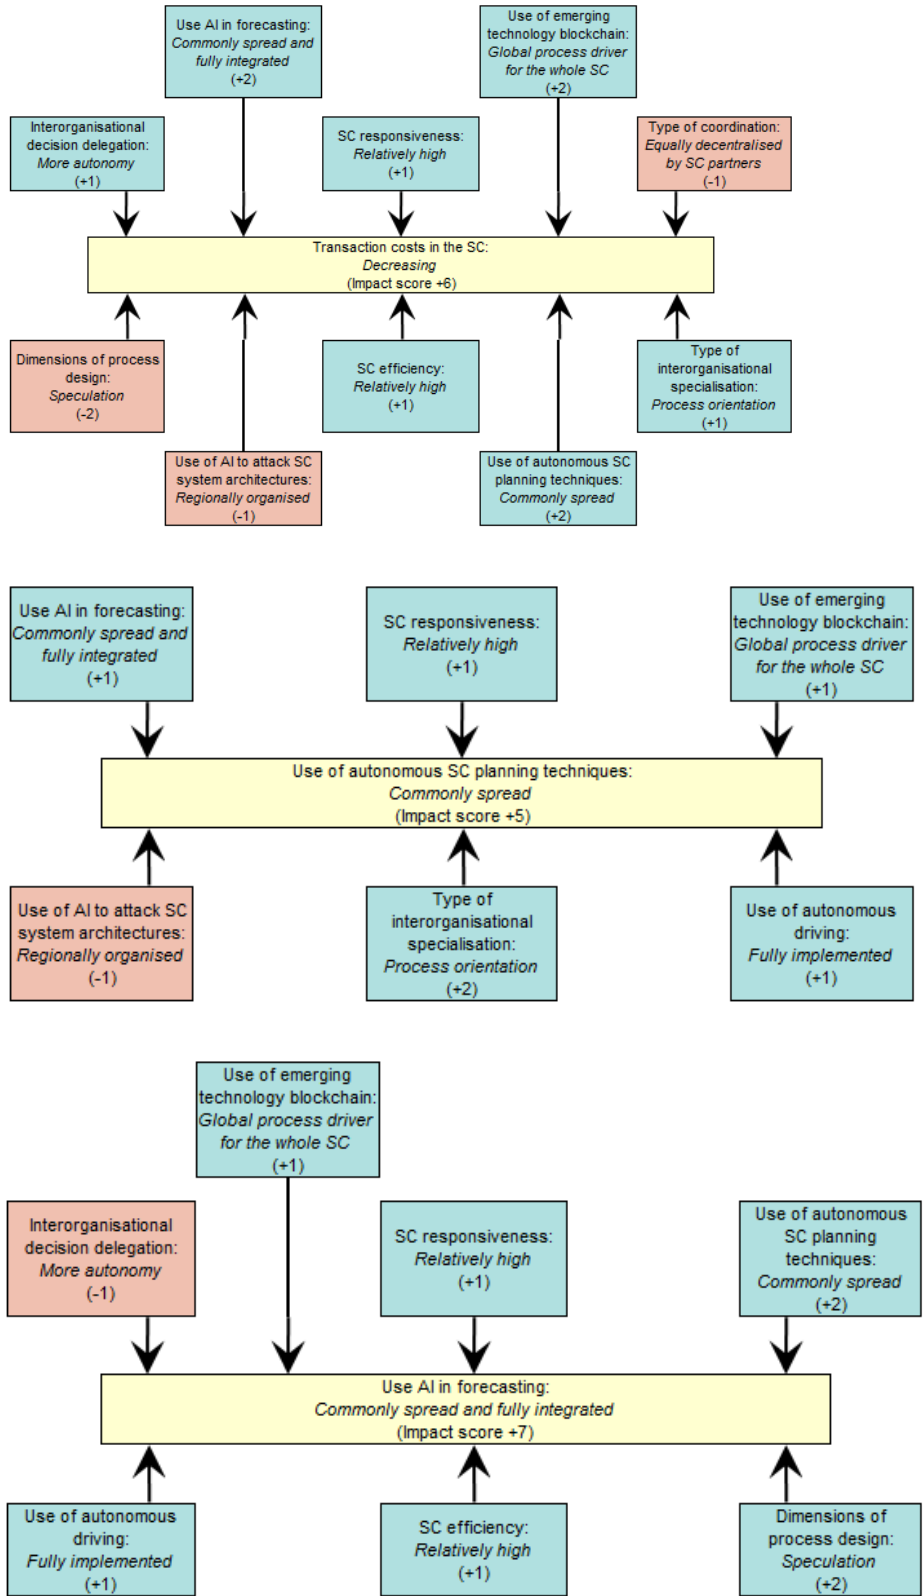 Use AI in forecasting:
Commonly spread and
fully integrated
(+2)
Use of emerging
technology blockchain:
Global process driver
for the whole SC
(+2)
Interorganisational
decision delegation:
More autonomy
(+1)
SC responsiveness:
Relatively high
(+1)
Type of coordination:
Equally decentralised
by SC partners
(-1)
Transaction costs in the SC:
Decreasing
(Impact score +6)
Dimensions of process
design:
Speculation
(-2)
SC efficiency:
Relatively high
(+1)
Type of
interorganisational
specialisation:
Process orientation
(+1)
Use of AI to attack SC
system architectures:
Regionally organised
(-1)
Use of autonomous SC
planning techniques:
Commonly spread
(+2)
Use AI in forecasting:
Commonly spread and
fully integrated
(+1)
SC responsiveness:
Relatively high
(+1)
Use of emerging
technology blockchain:
Global process driver
for the whole SC
(+1)
Use of autonomous SC planning techniques:
Commonly spread
(Impact score +5)
Use of AI to attack SC
system architectures:
Regionally organised
(-1)
Type of
interorganisational
specialisation:
Process orientation
(+2)
Use of autonomous
driving:
Fully implemented
(+1)
Use of emerging
technology blockchain:
Global process driver
for the whole SC
(+1)
Interorganisational
decision delegation:
More autonomy
(-1)
SC responsiveness:
Relatively high
(+1)
Use of autonomous
SC planning
techniques:
Commonly spread
(+2)
Use AI in forecasting:
Commonly spread and fully integrated
(Impact score +7)
Use of autonomous
driving:
Fully implemented
(+1)
SC efficiency:
Relatively high
(+1)
Dimensions of
process design:
Speculation
(+2)